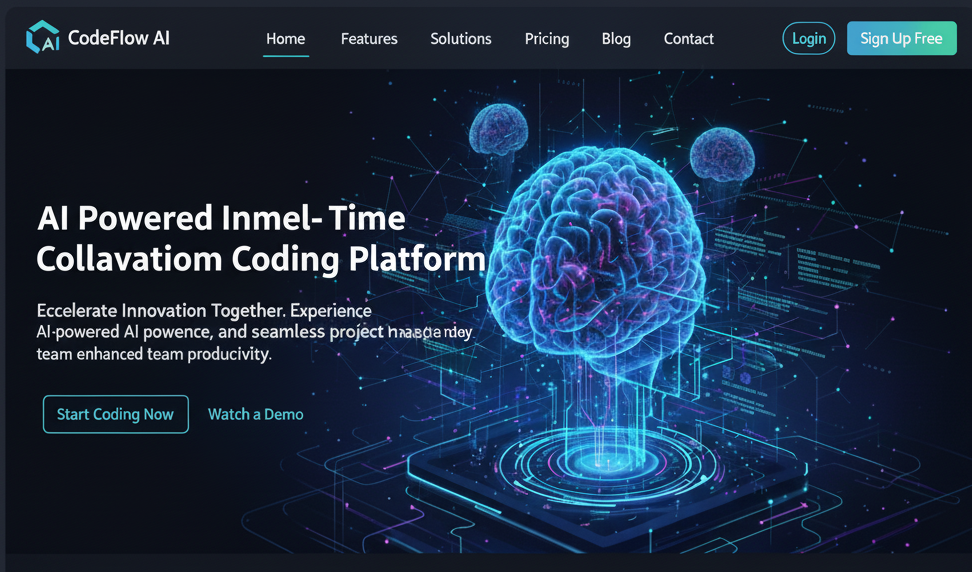 AI CodeFlow AI
Home Features Solutions Pricing Blog Contact Login Sign Up Free
AI Powered Inmel-Time
Collavatiom Coding Platform
Eccelerate Innovation Together. Experience
AI-powered AI powence, and seamless project
team enhanced team producivity.
Start Coding Now Watch a Demo